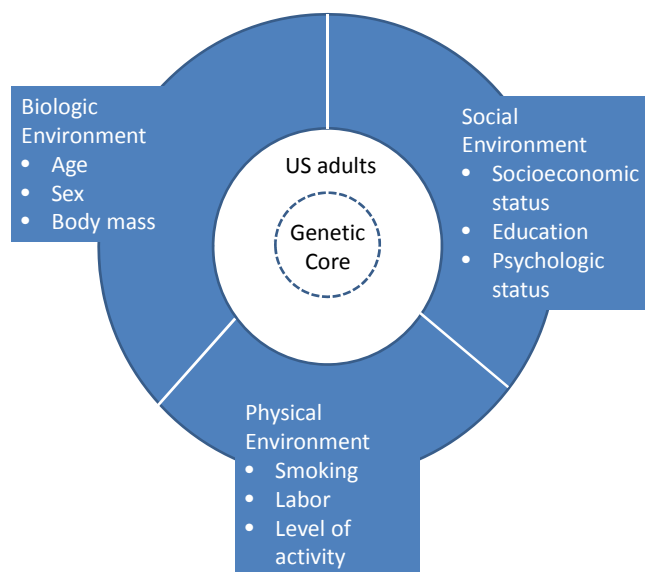 Biologic
Environment
• Age
• Sex
• Body mass
US adults
Genetic
Core
Social
Environment
• Socioeconomic
status
• Education
• Psychologic
status
Physical
Environment
• Smoking
• Labor
• Level of
activity